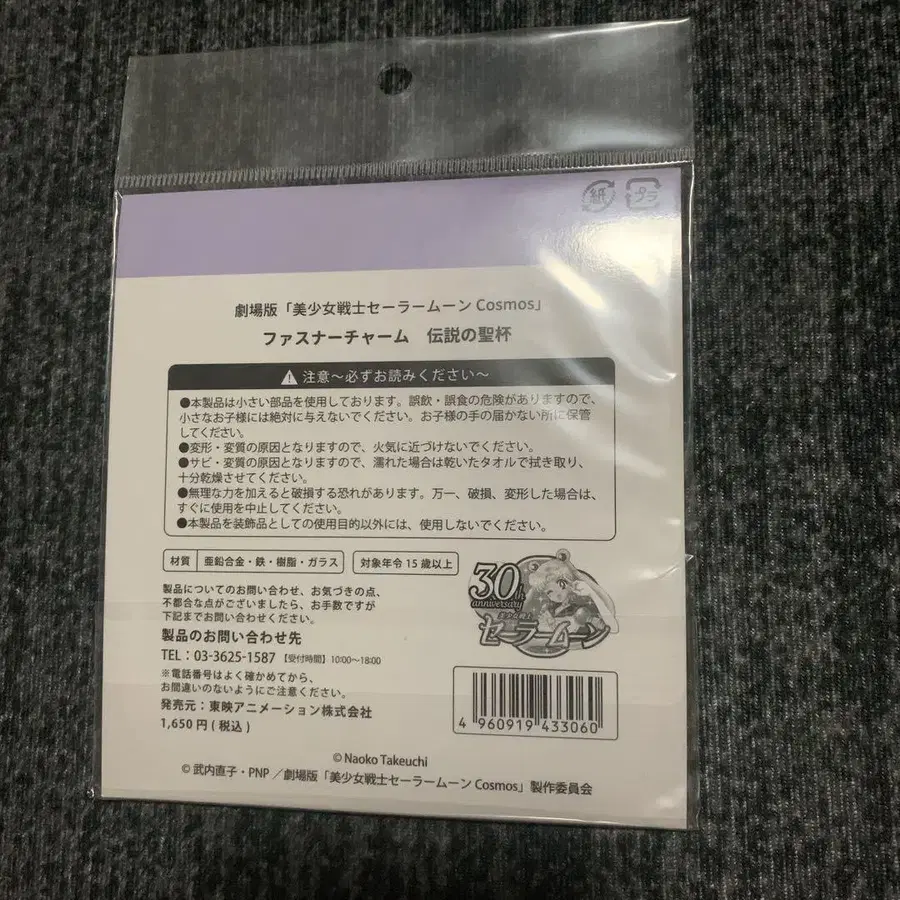 紙
プラ
劇場版「美少女戦士セーラームーン Cosmos」
ファスナーチャーム 伝説の聖杯
注意～必ずお読みください～
●本製品は小さい部品を使用しております。誤飲・誤食の危険がありますので、
小さなお子様には絶対に与えないでください。お子様の手の届かない所に保管
してください。
●変形・変質の原因となりますので、火気に近づけないでください。
●サビ・変質の原因となりますので、濡れた場合は乾いたタオルで拭き取り、
十分乾燥させてください。
●無理な力を加えると破損する恐れがあります。万一、破損、変形した場合は、
すぐに使用を中止してください。
●本製品を装飾品としての使用目的以外には、使用しないでください。
材質 亜鉛合金・鉄・樹脂・ガラス
対象年令 15 歳以上
製品についてのお問い合わせ、お気づきの点、
不都合な点がございましたら、お手数ですが
下記までお問い合わせください。
製品のお問い合わせ先
TEL：03-3625-1587 【受付時間】10:00～18:00
※電話番号はよく確かめてから、
お間違いのないようにご注意ください。
発売元：東映アニメーション株式会社
1,650 円 ( 税込 )
30th
anniversary
美少女戦士
セーラームーン
4 960919 433060
© Naoko Takeuchi
© 武内直子・PNP ／劇場版「美少女戦士セーラームーン Cosmos」製作委員会